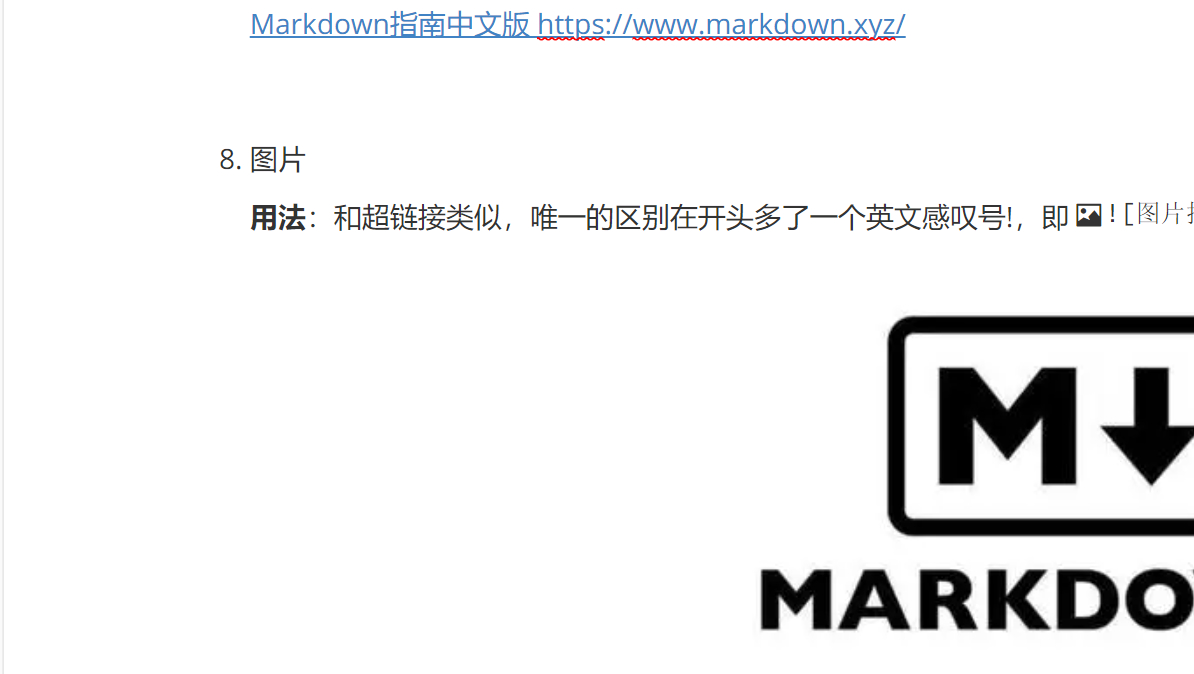 Markdown指南中文版 https://www.markdown.xyz/
8. 图片
用法：和超链接类似，唯一的区别在开头多了一个英文感叹号!，即 ![图片
M
MARKDO